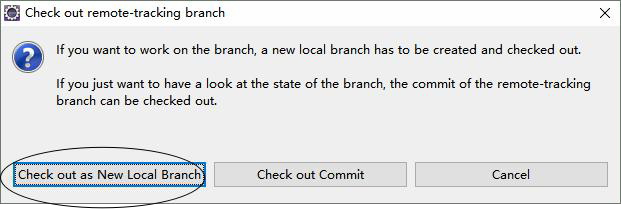 Check out remote-tracking branch
If you want to work on the branch, a new local branch has to be created and checked out.
If you just want to have a look at the state of the branch, the commit of the remote-tracking
branch can be checked out.
Check out as New Local Branch
Check out Commit
Cancel